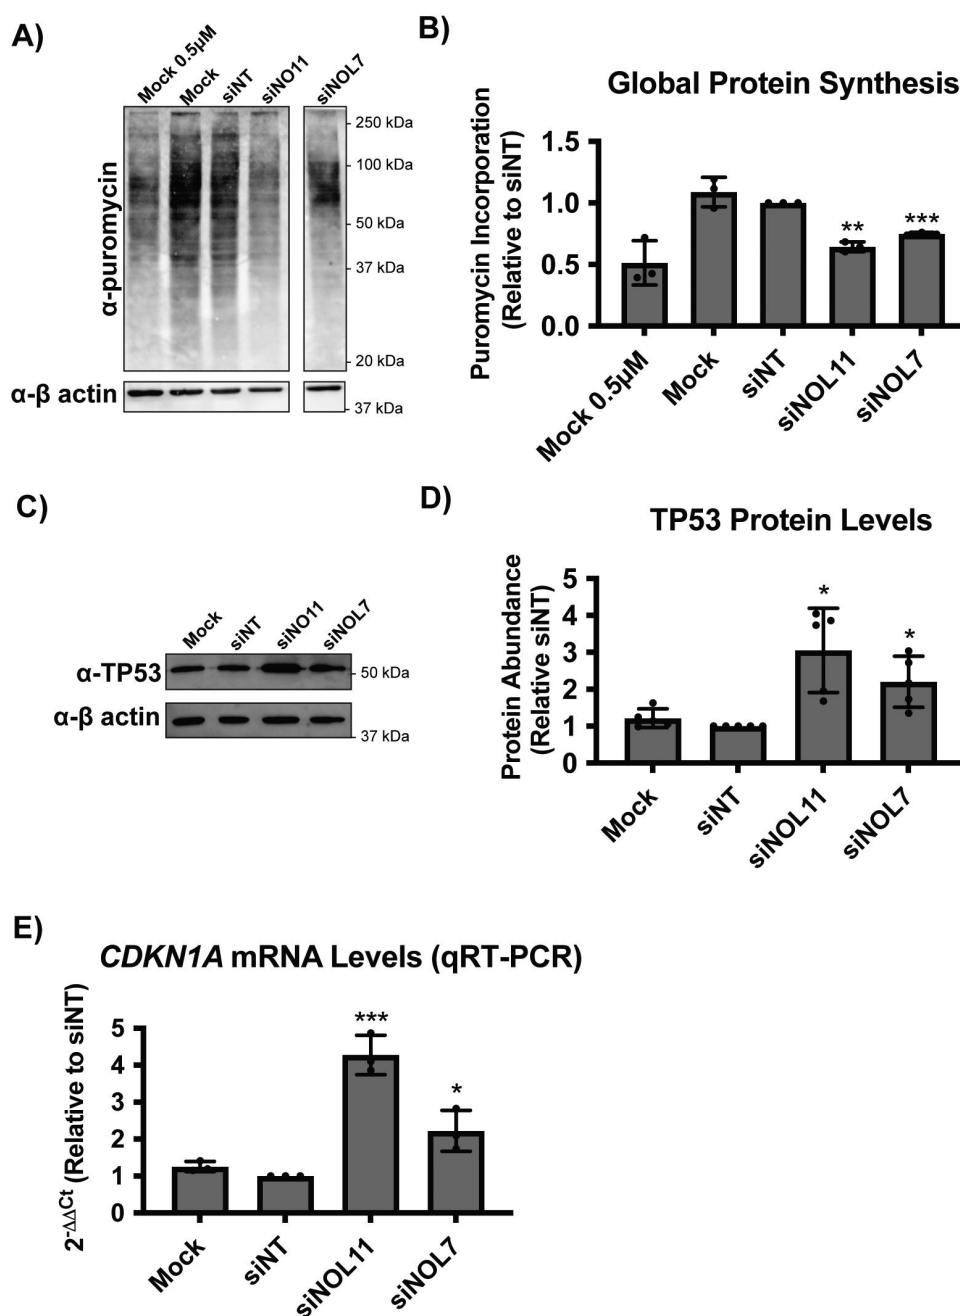 A)
Mock 0.5µM
Mock
siNT
siNO11
siNOL7
α-puromycin
250 kDa
100 kDa
50 kDa
37 kDa
20 kDa
α-β actin
37 kDa
B)
Global Protein Synthesis
Puromycin Incorporation
(Relative to siNT)
1.5
1.0
0.5
0.0
**
***
Mock 0.5µM
Mock
siNT
siNOL11
siNOL7
C)
Mock
siNT
siNO11
siNOL7
α-TP53
50 kDa
α-β actin
37 kDa
D)
TP53 Protein Levels
Protein Abundance
(Relative siNT)
5
4
3
2
1
0
*
*
Mock
siNT
siNOL11
siNOL7
E)
CDKN1A mRNA Levels (qRT-PCR)
2-ΔΔCt (Relative to siNT)
5
4
3
2
1
0
***
*
Mock
siNT
siNOL11
siNOL7